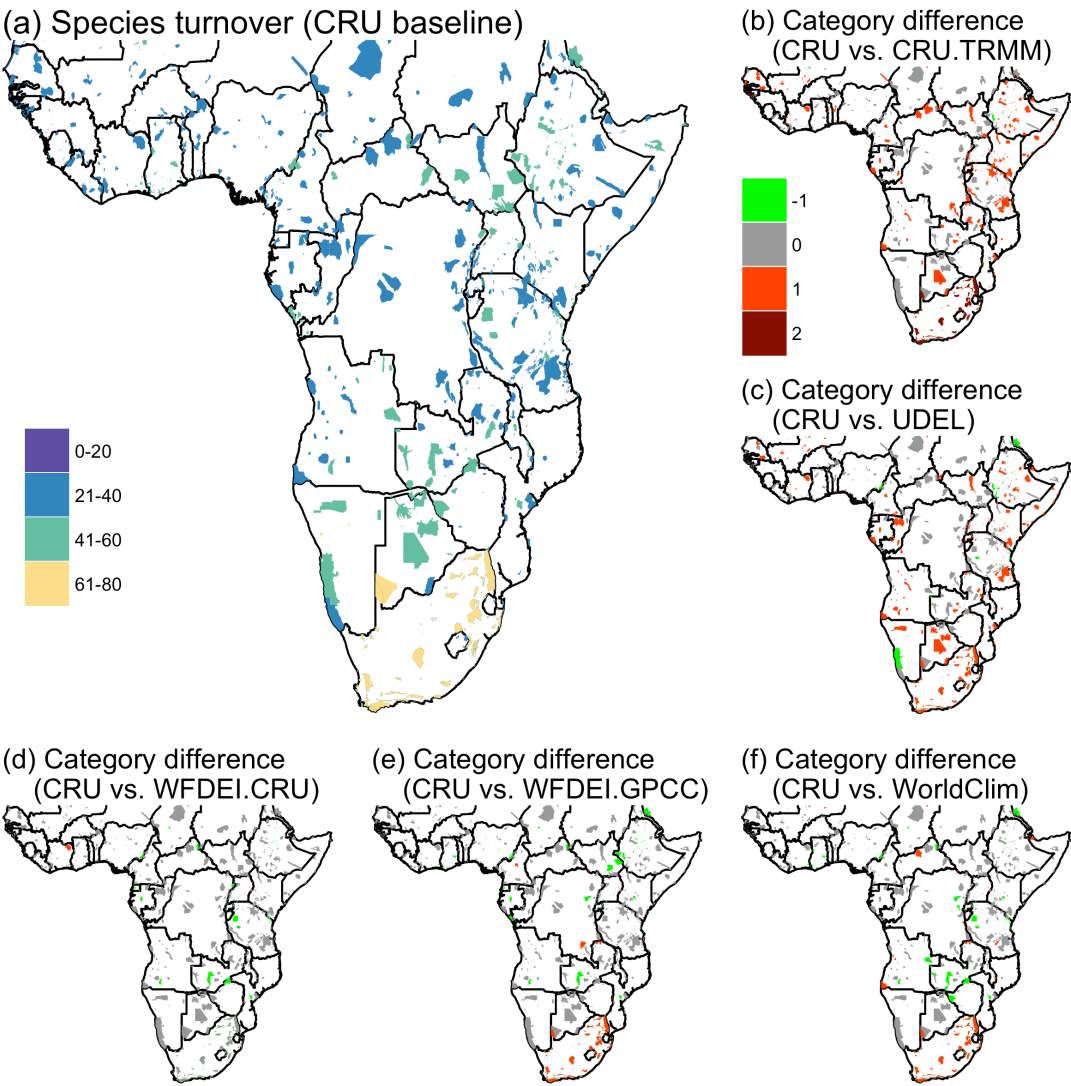 (a) Species turnover (CRU baseline)
0-20
21-40
41-60
61-80
(b) Category difference
(CRU vs. CRU.TRMM)
-1
0
1
2
(c) Category difference
(CRU vs. UDEL)
(d) Category difference
(CRU vs. WFDEI.CRU)
(e) Category difference
(CRU vs. WFDEI.GPCC)
(f) Category difference
(CRU vs. WorldClim)